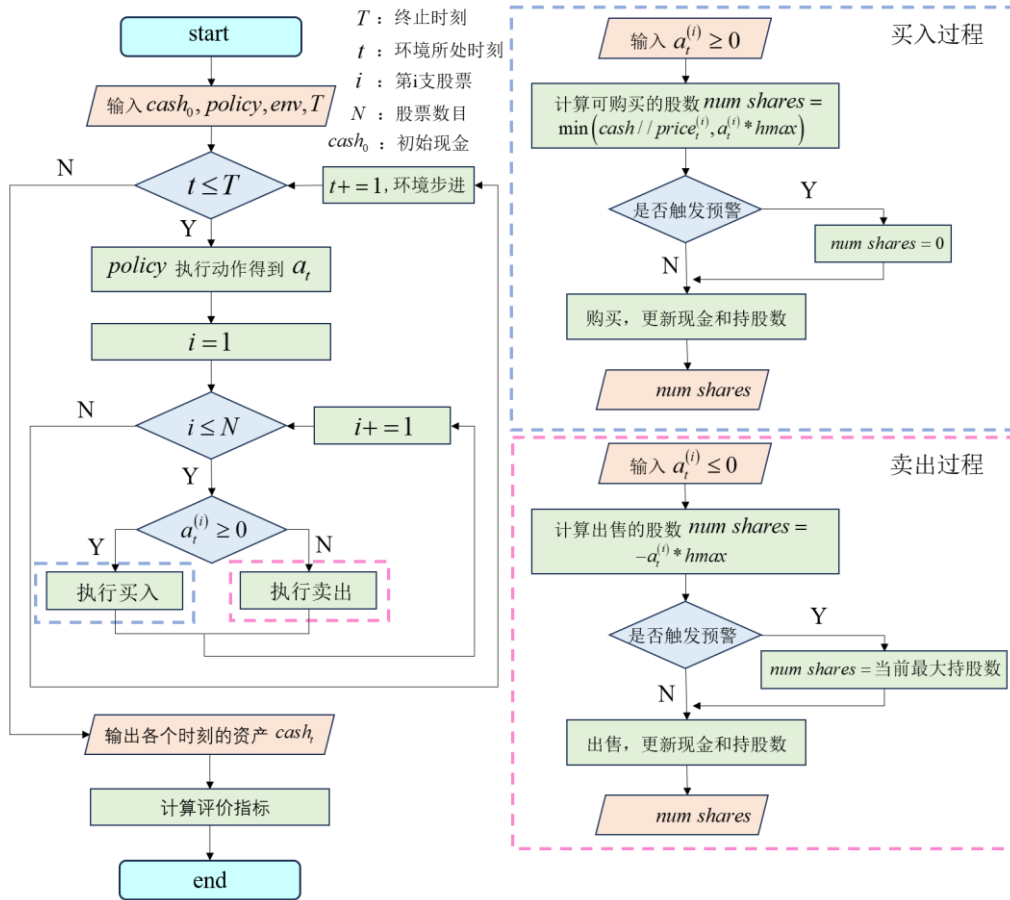 start
T ：终止时刻
t ：环境所处时刻
i ：第i支股票
N ：股票数目
cash₀ ：初始现金
输入 cash₀, policy, env, T
N
t ≤ T
t+=1, 环境步进
Y
policy 执行动作得到 aₜ
i = 1
N
i ≤ N
i+=1
Y
aₜ⁽ⁱ⁾ ≥ 0
Y
N
执行买入
执行卖出
输出各个时刻的资产 cashₜ
计算评价指标
end
买入过程
输入 aₜ⁽ⁱ⁾ ≥ 0
计算可购买的股数 num shares =
min(cash // priceₜ⁽ⁱ⁾, aₜ⁽ⁱ⁾ * hmax)
是否触发预警
Y
num shares = 0
N
购买，更新现金和持股数
num shares
卖出过程
输入 aₜ⁽ⁱ⁾ ≤ 0
计算出售的股数 num shares =
−aₜ⁽ⁱ⁾ * hmax
是否触发预警
Y
num shares = 当前最大持股数
N
出售，更新现金和持股数
num shares